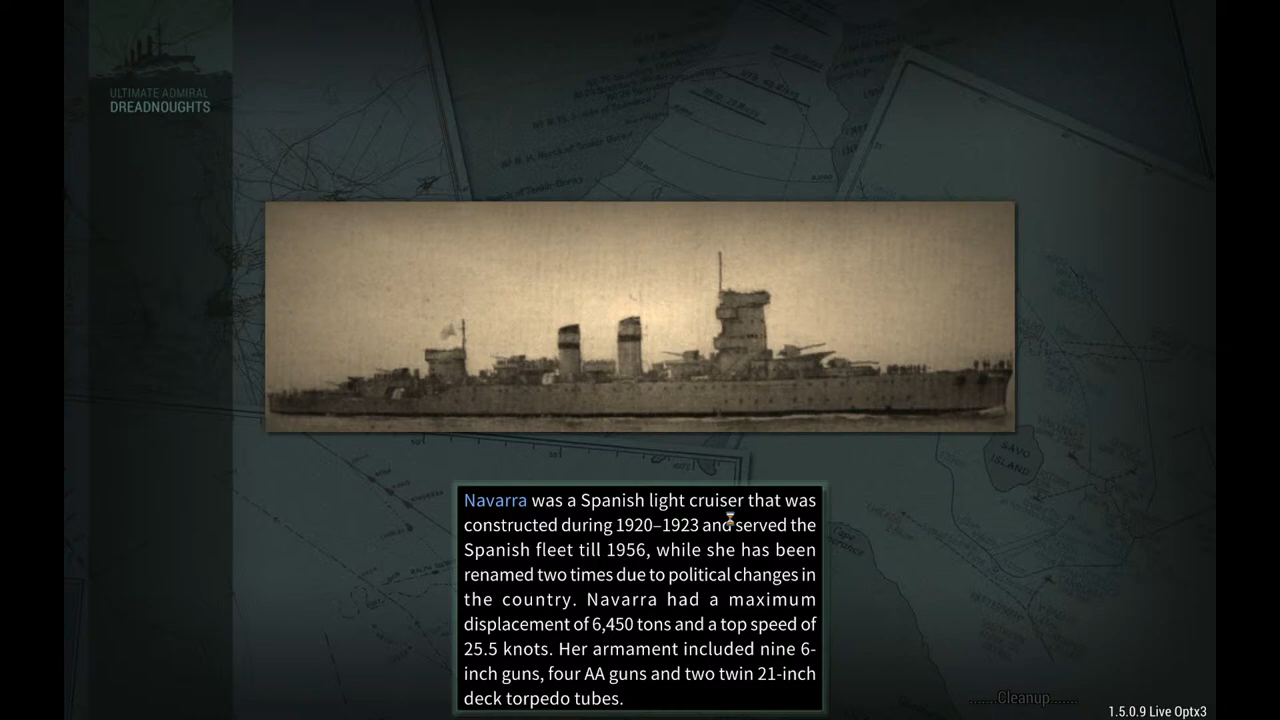 ULTIMATE ADMIRAL
DREADNOUGHTS
SAVO
ISLAND
Navarra was a Spanish light cruiser that was
constructed during 1920–1923 and served the
Spanish fleet till 1956, while she has been
renamed two times due to political changes in
the country. Navarra had a maximum
displacement of 6,450 tons and a top speed of
25.5 knots. Her armament included nine 6-
inch guns, four AA guns and two twin 21-inch
deck torpedo tubes.
.......Cleanup.......
1.5.0.9 Live Optx3